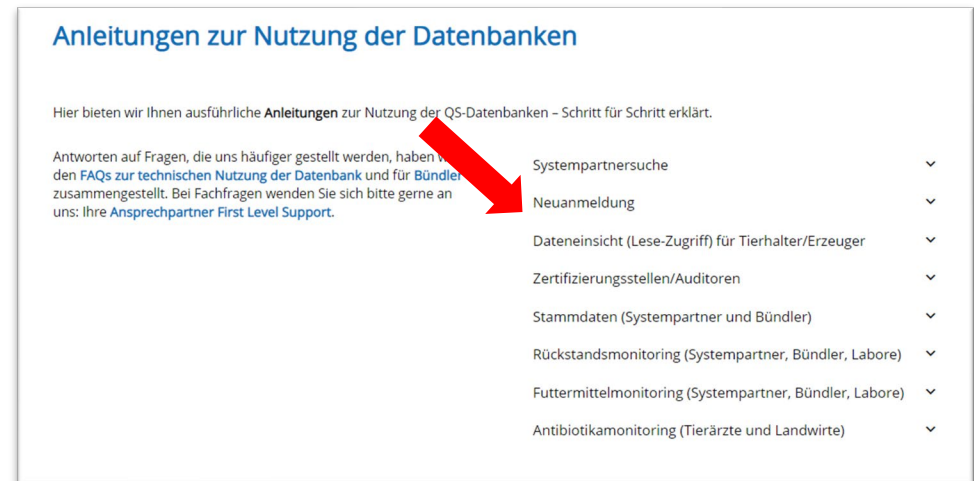 Anleitungen zur Nutzung der Datenbanken
Hier bieten wir Ihnen ausführliche Anleitungen zur Nutzung der QS-Datenbanken – Schritt für Schritt erklärt.
Antworten auf Fragen, die uns häufiger gestellt werden, haben
den FAQs zur technischen Nutzung der Datenbank und für Bündler
zusammengestellt. Bei Fachfragen wenden Sie sich bitte gerne an
uns: Ihre Ansprechpartner First Level Support.
Systempartnersuche
Neuanmeldung
Dateneinsicht (Lese-Zugriff) für Tierhalter/Erzeuger
Zertifizierungsstellen/Auditoren
Stammdaten (Systempartner und Bündler)
Rückstandsmonitoring (Systempartner, Bündler, Labore)
Futtermittelmonitoring (Systempartner, Bündler, Labore)
Antibiotikamonitoring (Tierärzte und Landwirte)